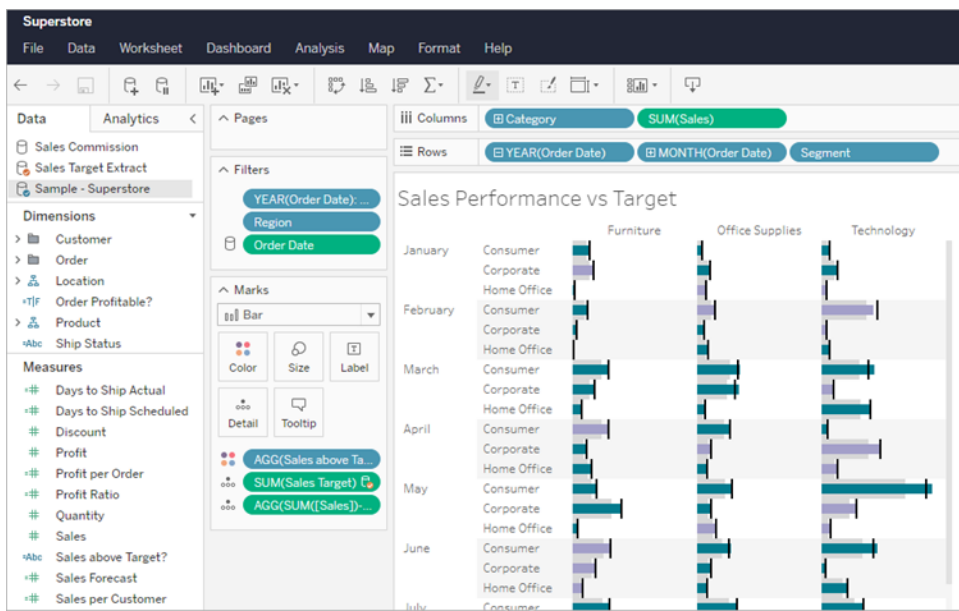 Superstore
File Data Worksheet Dashboard Analysis Map Format Help
Data Analytics
Sales Commission
Sales Target Extract
Sample - Superstore
Dimensions
Customer
Order
Location
T|F Order Profitable?
Product
Abc Ship Status
Measures
Days to Ship Actual
Days to Ship Scheduled
Discount
Profit
Profit per Order
Profit Ratio
Quantity
Sales
Abc Sales above Target?
Sales Forecast
Sales per Customer
Pages
Filters
YEAR(Order Date): ...
Region
Order Date
Marks
Bar
Color Size Label
Detail Tooltip
AGG(Sales above Ta...
SUM(Sales Target)
AGG(SUM([Sales])-...
Columns Category SUM(Sales)
Rows YEAR(Order Date) MONTH(Order Date) Segment
Sales Performance vs Target
Furniture Office Supplies Technology
January Consumer
Corporate
Home Office
February Consumer
Corporate
Home Office
March Consumer
Corporate
Home Office
April Consumer
Corporate
Home Office
May Consumer
Corporate
Home Office
June Consumer
Corporate
Home Office
July Consumer